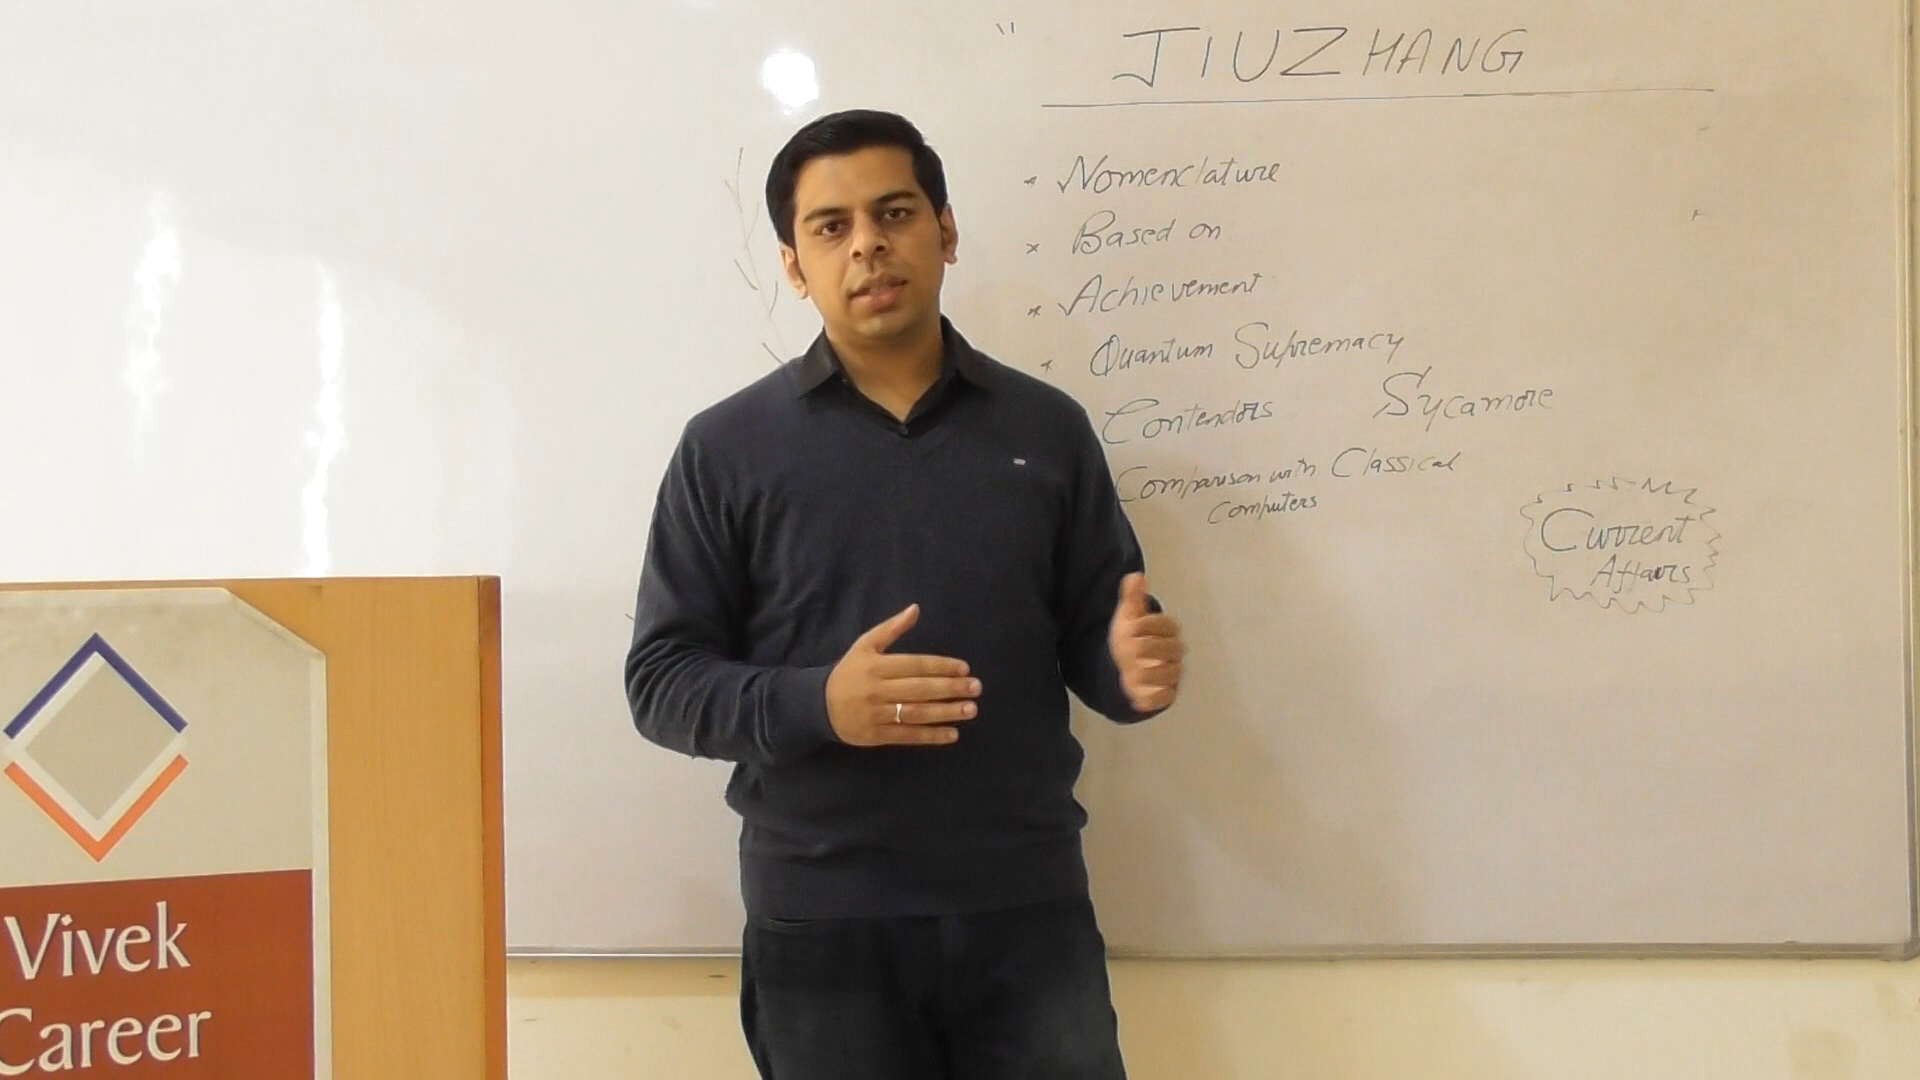 " JIUZHANG
* Nomenclature
x Based on
* Achievement
* Quantum Supremacy
Contendors Sycamore
Comparison with Classical
Computers
Current
Affairs
Vivek
Career